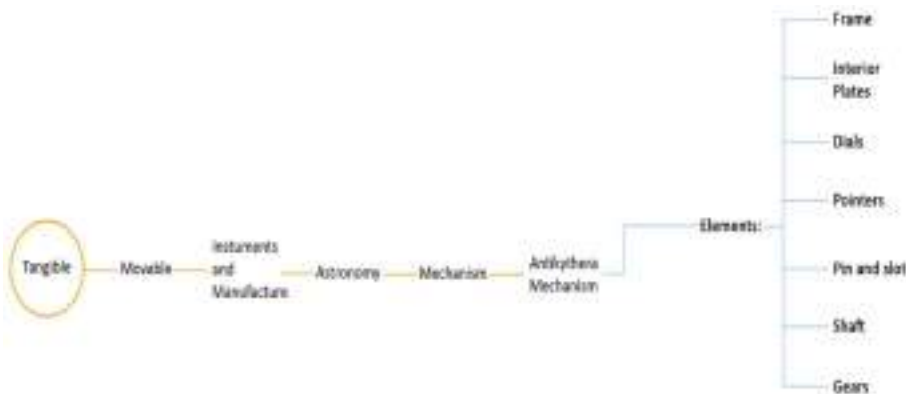 Frame
Interior
Plates
Dials
Pointers
Elements:
Tangible
Movable
Instuments
and
Manufacture
Astronomy
Mechanism
Antikythera
Mechanism
Pin and slot
Shaft
Gears